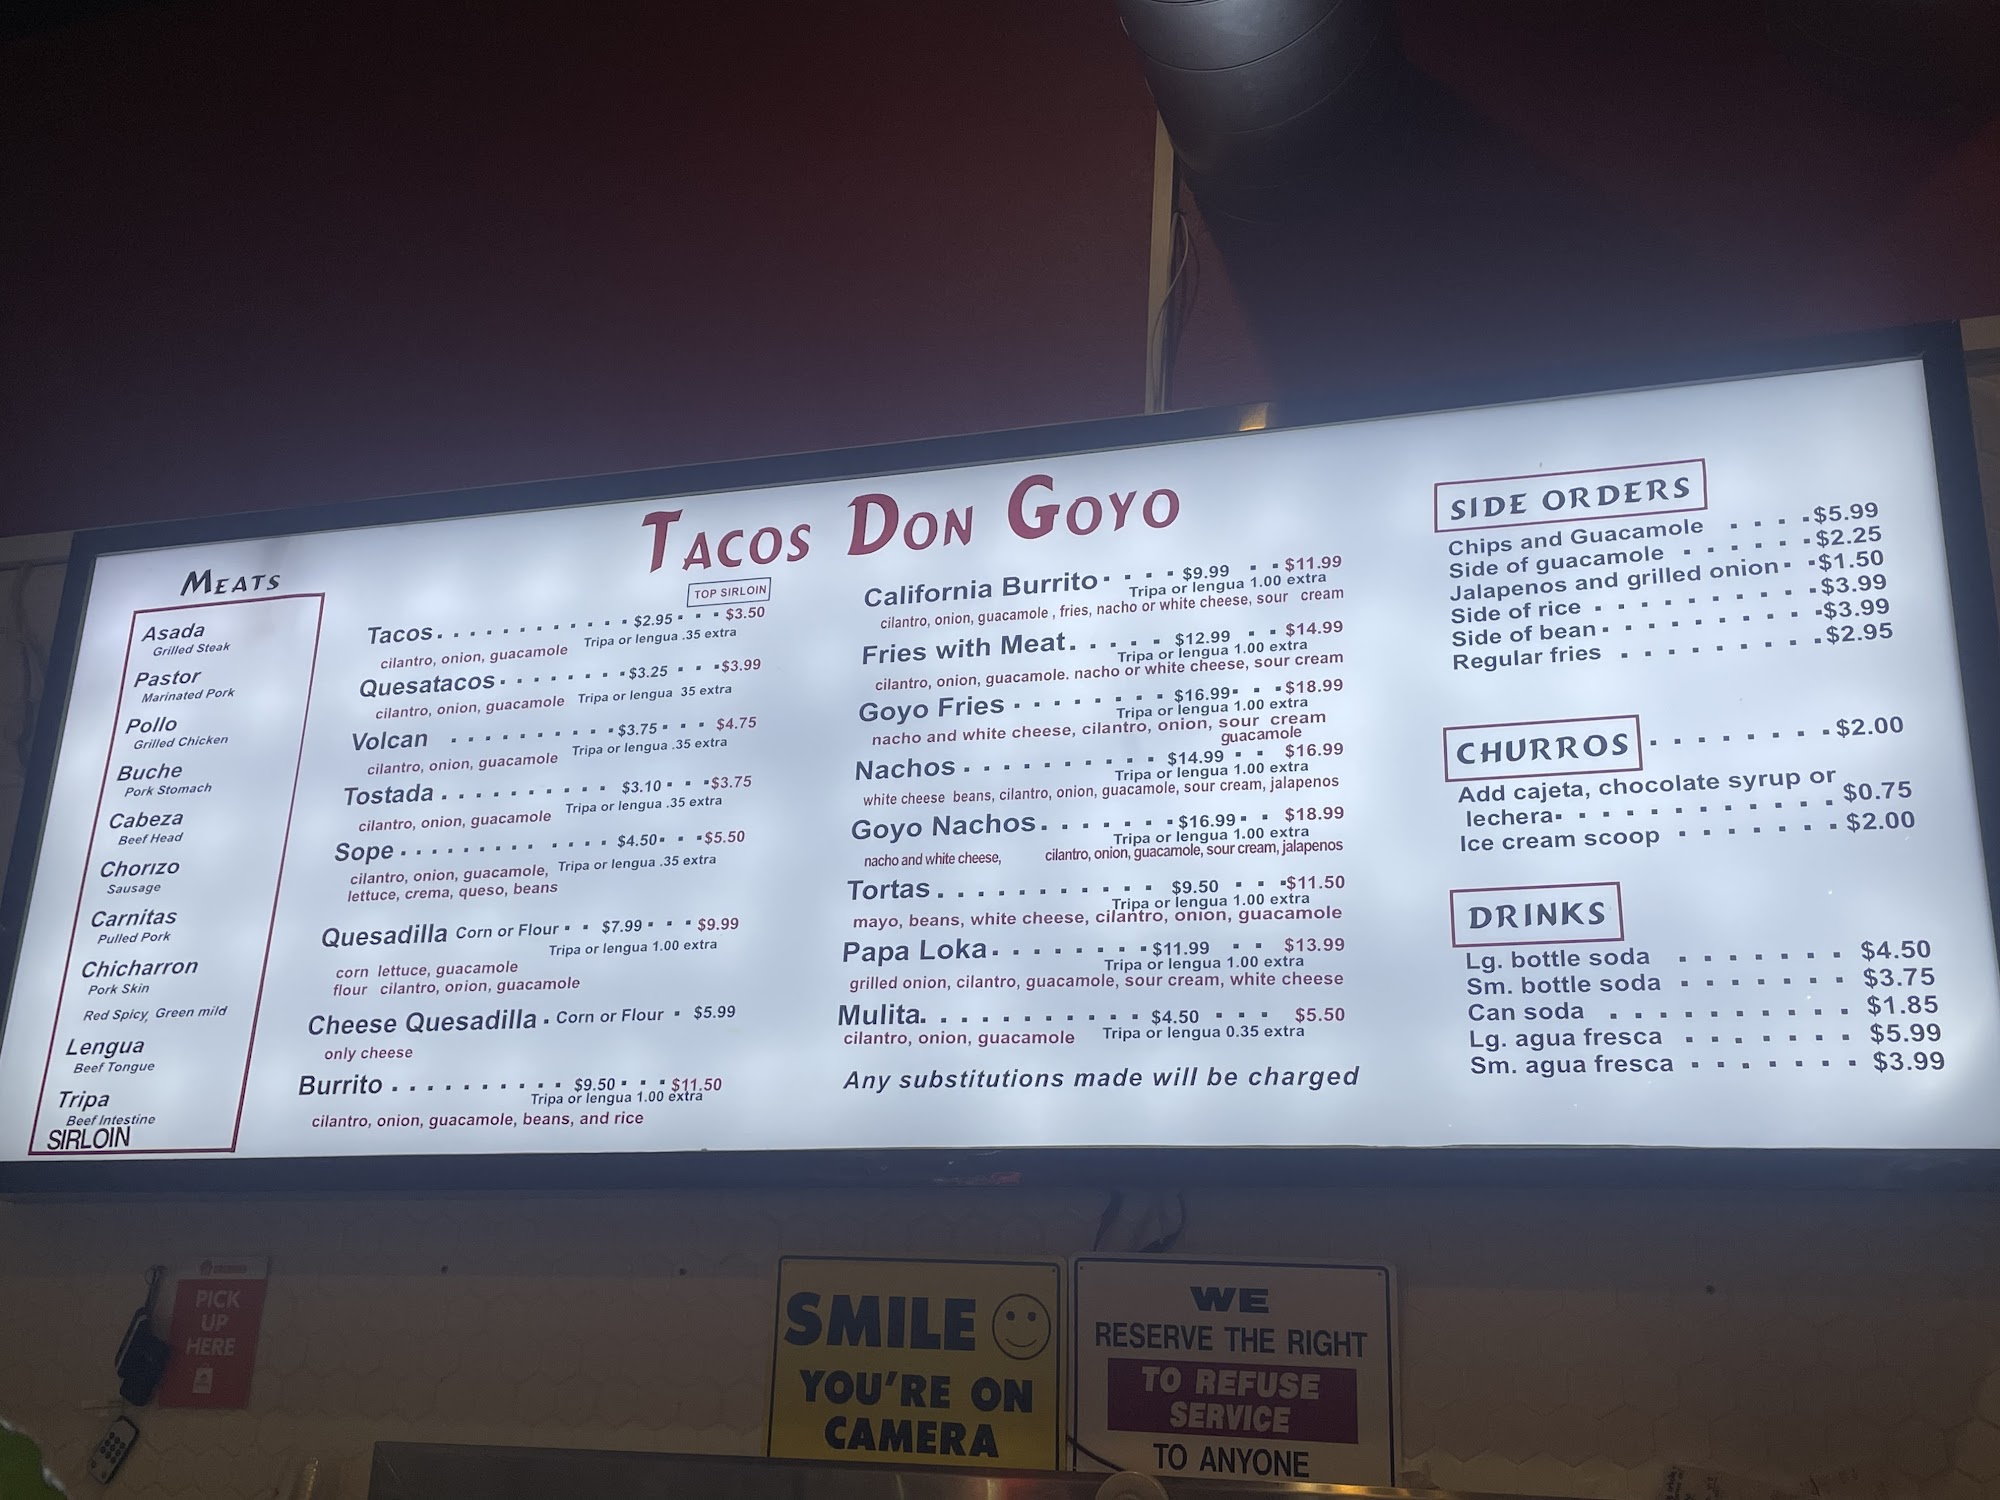 TACOS DON GOYO
MEATS
Asada
Grilled Steak
Pastor
Marinated Pork
Pollo
Grilled Chicken
Buche
Pork Stomach
Cabeza
Beef Head
Chorizo
Sausage
Carnitas
Pulled Pork
Chicharron
Pork Skin
Red Spicy, Green mild
Lengua
Beef Tongue
Tripa
Beef Intestine
SIRLOIN
TOP SIRLOIN
Tacos. . . . . . . . . . . . $2.95 . . . $3.50
Tripa or lengua .35 extra
cilantro, onion, guacamole
Quesatacos . . . . . . . . $3.25 . . . $3.99
cilantro, onion, guacamole Tripa or lengua 35 extra
Volcan . . . . . . . . . . $3.75 . . . $4.75
cilantro, onion, guacamole Tripa or lengua .35 extra
Tostada . . . . . . . . . . $3.10 . . . $3.75
cilantro, onion, guacamole Tripa or lengua .35 extra
Sope . . . . . . . . . . . . . $4.50 . . . $5.50
cilantro, onion, guacamole, Tripa or lengua .35 extra
lettuce, crema, queso, beans
Quesadilla Corn or Flour . . $7.99 . . . $9.99
Tripa or lengua 1.00 extra
corn lettuce, guacamole
flour cilantro, onion, guacamole
Cheese Quesadilla . Corn or Flour . $5.99
only cheese
Burrito . . . . . . . . . . $9.50 . . . $11.50
Tripa or lengua 1.00 extra
cilantro, onion, guacamole, beans, and rice
California Burrito . . . . $9.99 . . $11.99
Tripa or lengua 1.00 extra
cilantro, onion, guacamole , fries, nacho or white cheese, sour cream
Fries with Meat. . . . . $12.99 . . $14.99
Tripa or lengua 1.00 extra
cilantro, onion, guacamole. nacho or white cheese, sour cream
Goyo Fries . . . . . . . . $16.99 . . . $18.99
Tripa or lengua 1.00 extra
nacho and white cheese, cilantro, onion, sour cream
guacamole
Nachos . . . . . . . . . . $14.99 . . $16.99
Tripa or lengua 1.00 extra
white cheese beans, cilantro, onion, guacamole, sour cream, jalapenos
Goyo Nachos. . . . . . . $16.99 . . $18.99
Tripa or lengua 1.00 extra
nacho and white cheese, cilantro, onion, guacamole, sour cream, jalapenos
Tortas . . . . . . . . . . . $9.50 . . . $11.50
Tripa or lengua 1.00 extra
mayo, beans, white cheese, cilantro, onion, guacamole
Papa Loka. . . . . . . . $11.99 . . $13.99
Tripa or lengua 1.00 extra
grilled onion, cilantro, guacamole, sour cream, white cheese
Mulita. . . . . . . . . . . $4.50 . . . $5.50
cilantro, onion, guacamole Tripa or lengua 0.35 extra
Any substitutions made will be charged
SIDE ORDERS
Chips and Guacamole . . . . $5.99
Side of guacamole . . . . . . $2.25
Jalapenos and grilled onion . . $1.50
Side of rice . . . . . . . . . . $3.99
Side of bean . . . . . . . . . $3.99
Regular fries . . . . . . . . . $2.95
CHURROS . . . . . . . . $2.00
Add cajeta, chocolate syrup or
lechera . . . . . . . . . . . . $0.75
Ice cream scoop . . . . . . . $2.00
DRINKS
Lg. bottle soda . . . . . . . $4.50
Sm. bottle soda . . . . . . . $3.75
Can soda . . . . . . . . . . $1.85
Lg. agua fresca . . . . . . . $5.99
Sm. agua fresca . . . . . . . $3.99
PICK
UP
HERE
SMILE
YOU'RE ON
CAMERA
WE
RESERVE THE RIGHT
TO REFUSE
SERVICE
TO ANYONE